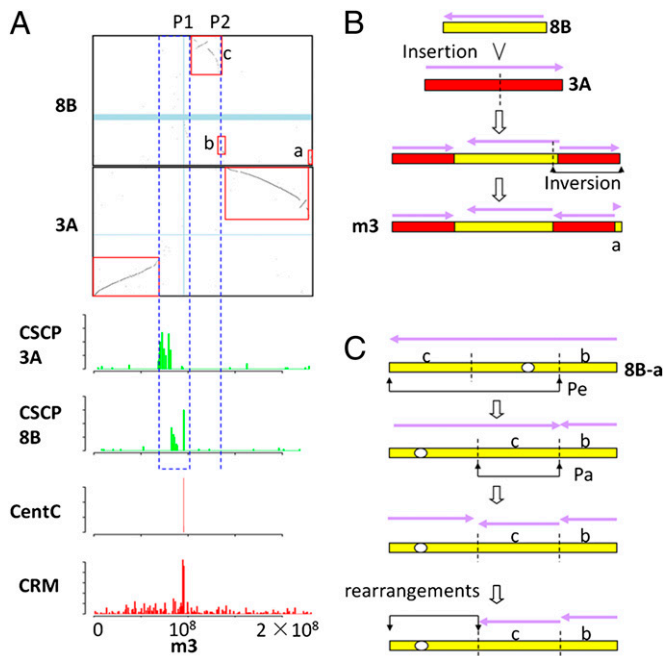 A
P1 P2
8B
c
b
a
3A
CSCP
3A
CSCP
8B
CentC
CRM
0 10⁸ 2×10⁸
m3
B
8B
Insertion
3A
Inversion
m3
a
C
c b 8B-a
Pe
c b
Pa
c b
rearrangements
c b